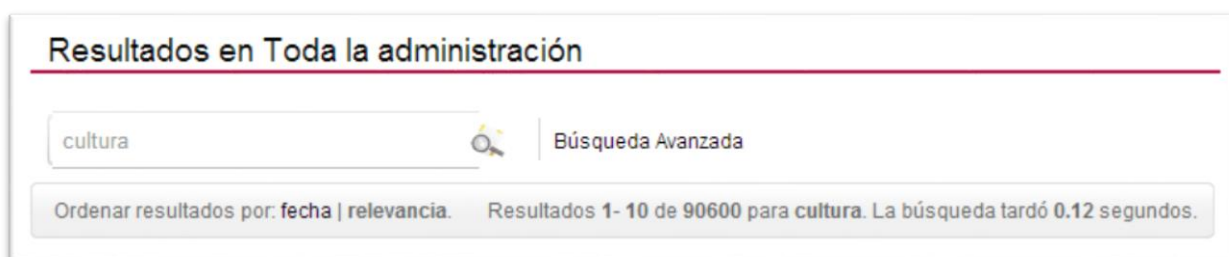 Resultados en Toda la administración
cultura Búsqueda Avanzada
Ordenar resultados por: fecha | relevancia. Resultados 1- 10 de 90600 para cultura. La búsqueda tardó 0.12 segundos.